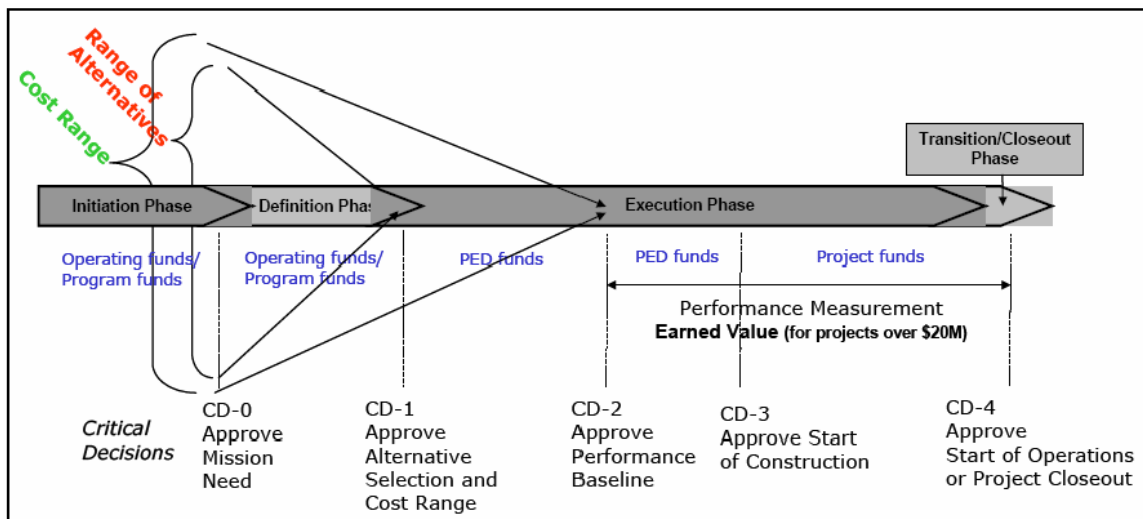 Cost Range
Range of
Alternatives
Transition/Closeout
Phase
Initiation Phase
Definition Phas
Execution Phase
Operating funds/
Program funds
Operating funds/
Program funds
PED funds
PED funds
Project funds
Performance Measurement
Earned Value (for projects over $20M)
Critical
Decisions
CD-0
Approve
Mission
Need
CD-1
Approve
Alternative
Selection and
Cost Range
CD-2
Approve
Performance
Baseline
CD-3
Approve Start
of Construction
CD-4
Approve
Start of Operations
or Project Closeout